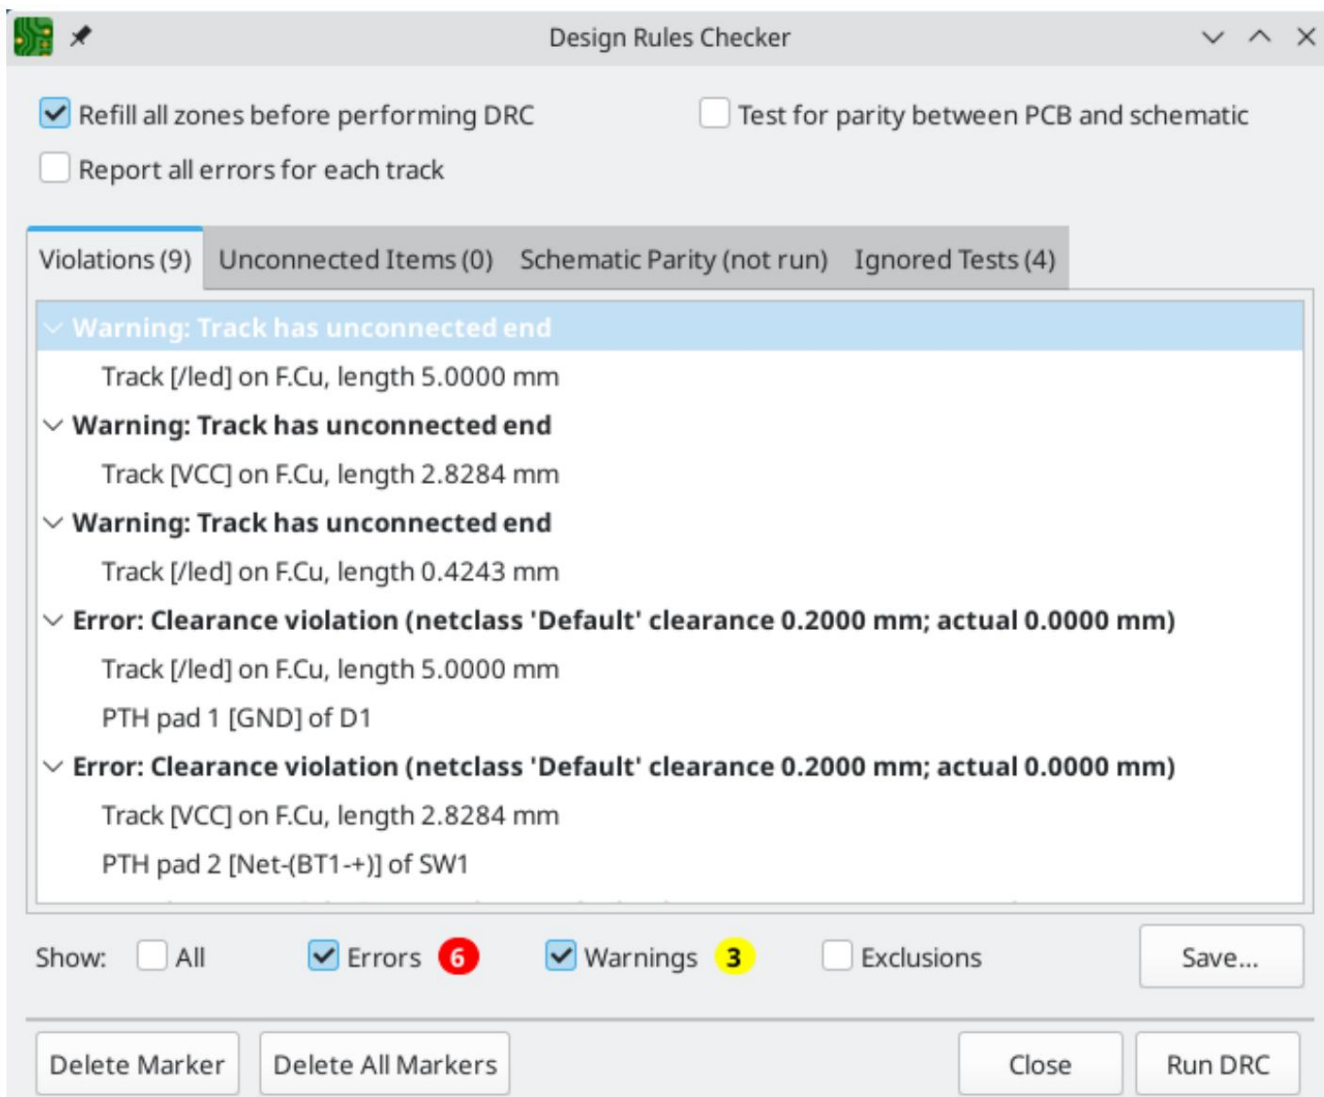 Design Rules Checker
Refill all zones before performing DRC
Test for parity between PCB and schematic
Report all errors for each track
Violations (9) Unconnected Items (0) Schematic Parity (not run) Ignored Tests (4)
Warning: Track has unconnected end
Track [/led] on F.Cu, length 5.0000 mm
Warning: Track has unconnected end
Track [VCC] on F.Cu, length 2.8284 mm
Warning: Track has unconnected end
Track [/led] on F.Cu, length 0.4243 mm
Error: Clearance violation (netclass 'Default' clearance 0.2000 mm; actual 0.0000 mm)
Track [/led] on F.Cu, length 5.0000 mm
PTH pad 1 [GND] of D1
Error: Clearance violation (netclass 'Default' clearance 0.2000 mm; actual 0.0000 mm)
Track [VCC] on F.Cu, length 2.8284 mm
PTH pad 2 [Net-(BT1-+)] of SW1
Show: All Errors 6 Warnings 3 Exclusions Save...
Delete Marker Delete All Markers Close Run DRC